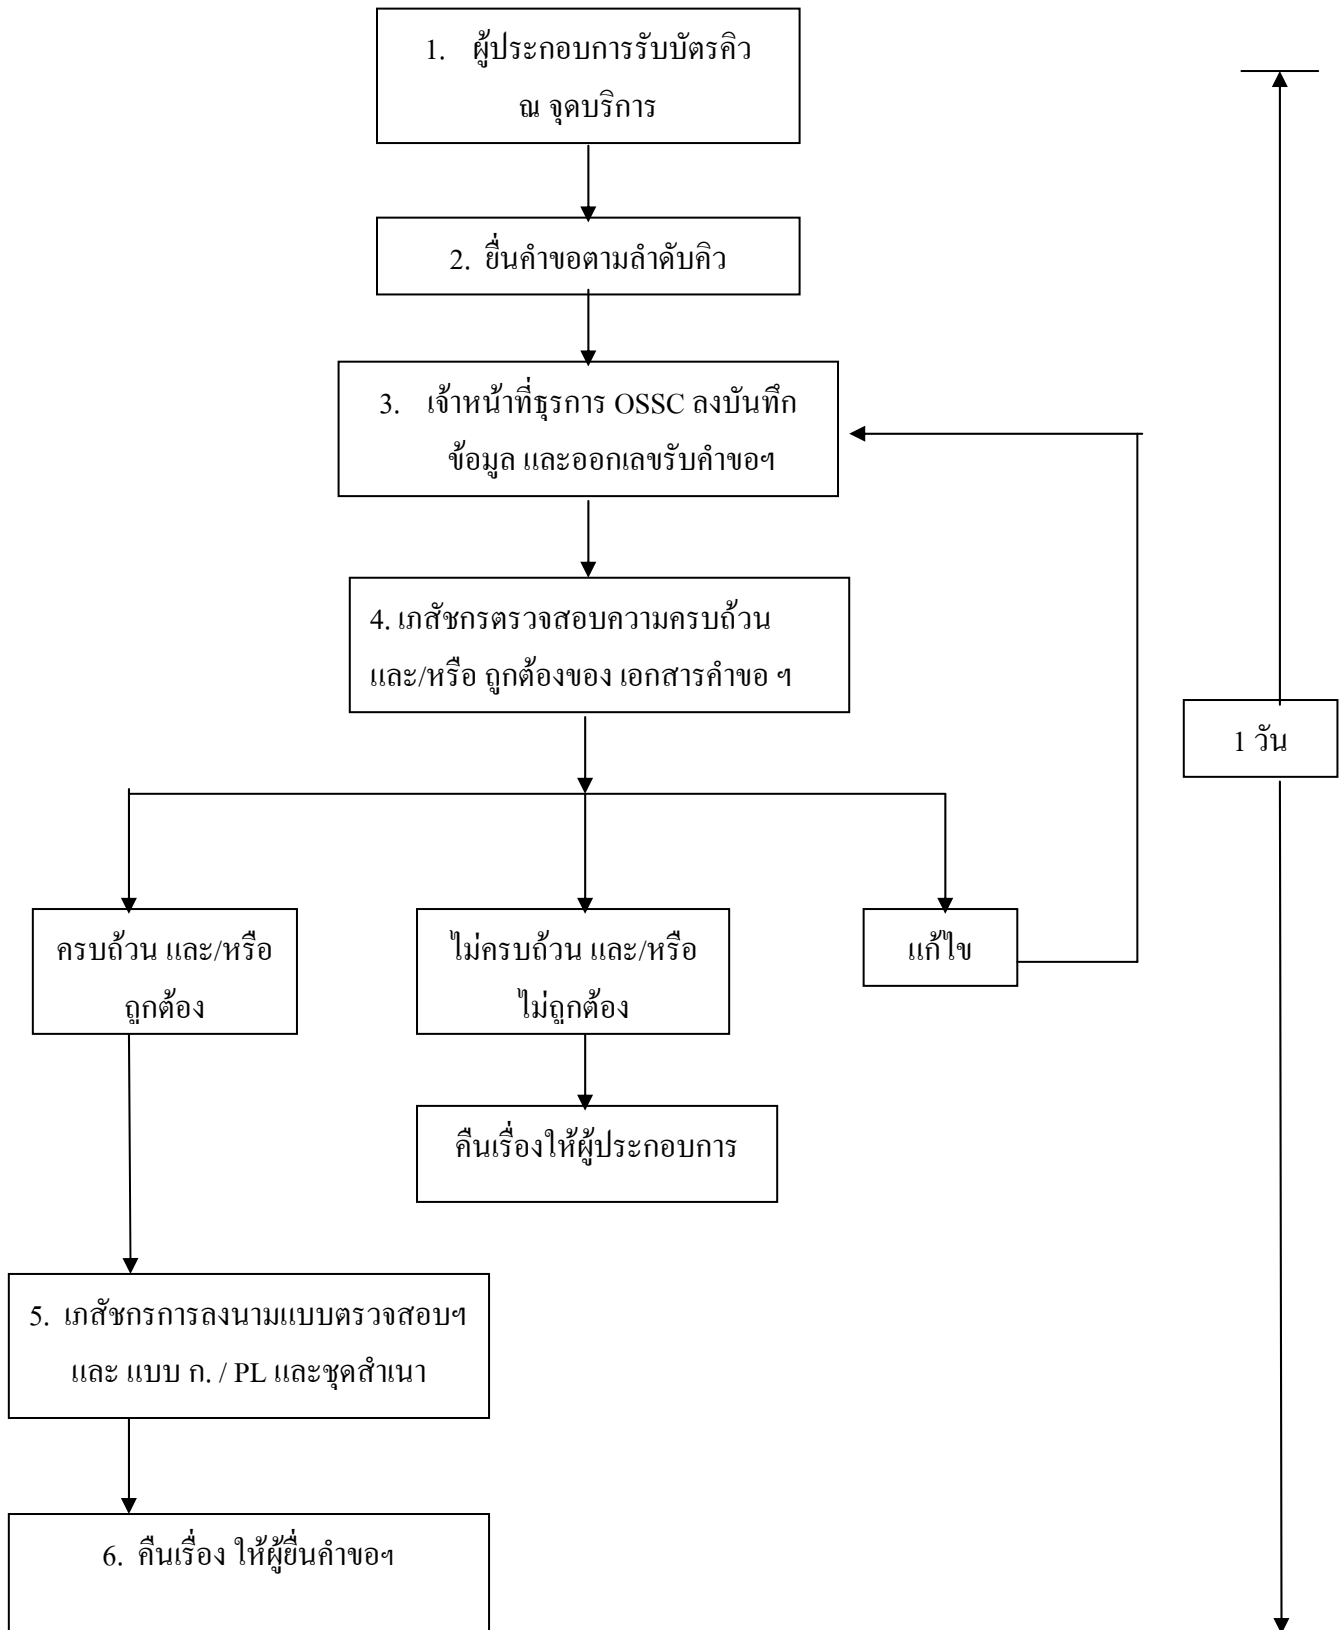 1. ผู้ประกอบการรับบัตรคิว
ณ จุดบริการ
2. ยื่นคำขอตามลำดับคิว
3. เจ้าหน้าที่ธุรการ OSSC ลงบันทึก
ข้อมูล และออกเลขรับคำขอฯ
4. เภสัชกรตรวจสอบความครบถ้วน
และ/หรือ ถูกต้องของ เอกสารคำขอ ฯ
1 วัน
ครบถ้วน และ/หรือ
ถูกต้อง
ไม่ครบถ้วน และ/หรือ
ไม่ถูกต้อง
แก้ไข
คืนเรื่องให้ผู้ประกอบการ
5. เภสัชกรการลงนามแบบตรวจสอบฯ
และ แบบ ก. / PL และชุดสำเนา
6. คืนเรื่อง ให้ผู้ยื่นคำขอฯ